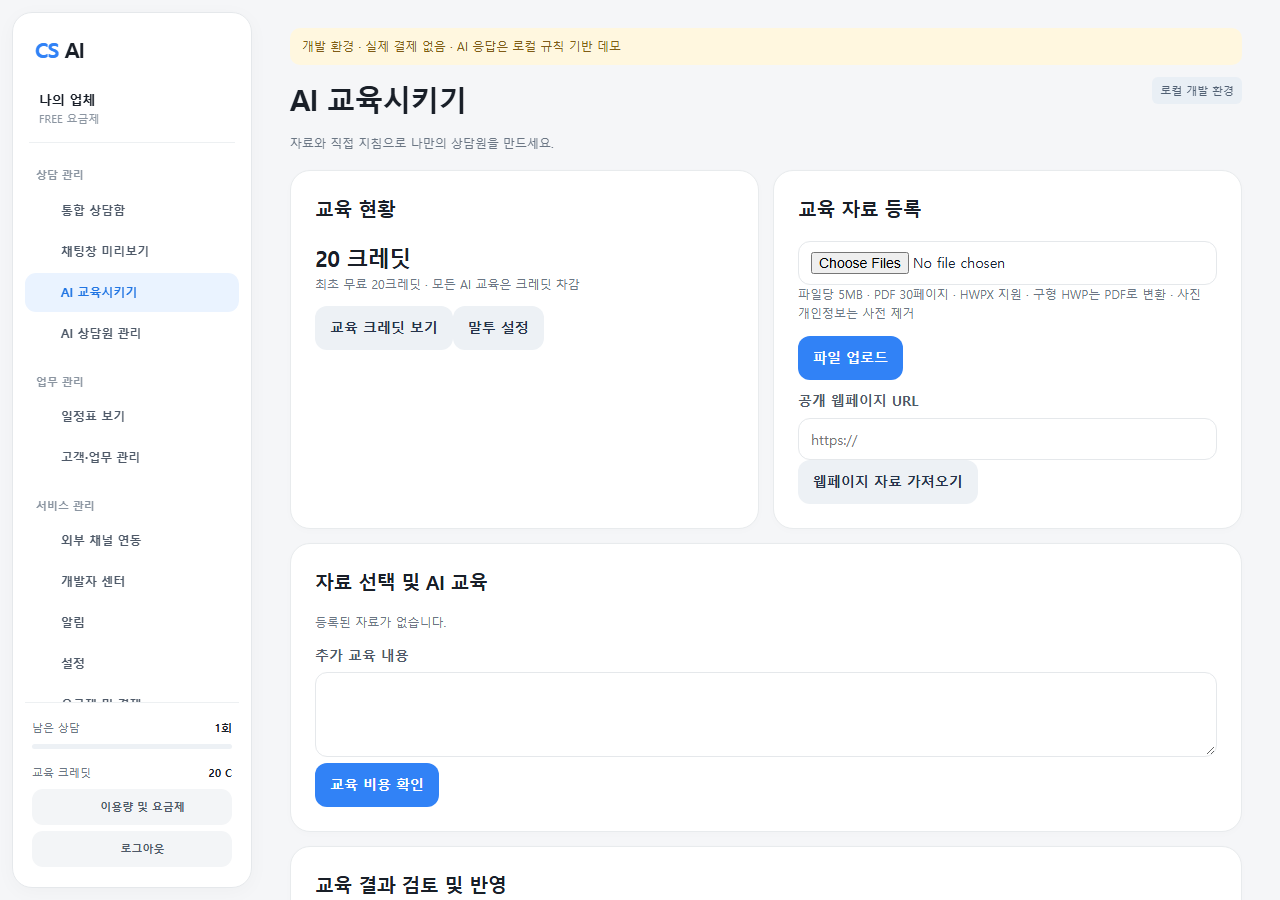 CS AI
나의 업체
FREE 요금제
상담 관리
통합 상담함
채팅창 미리보기
AI 교육시키기
AI 상담원 관리
업무 관리
일정표 보기
고객·업무 관리
서비스 관리
외부 채널 연동
개발자 센터
알림
설정
요금제 및 결제
남은 상담 1회
교육 크레딧 20 C
이용량 및 요금제
로그아웃
개발 환경 · 실제 결제 없음 · AI 응답은 로컬 규칙 기반 데모
AI 교육시키기
로컬 개발 환경
자료와 직접 지침으로 나만의 상담원을 만드세요.
교육 현황
20 크레딧
최초 무료 20크레딧 · 모든 AI 교육은 크레딧 차감
교육 크레딧 보기 말투 설정
교육 자료 등록
Choose Files No file chosen
파일당 5MB · PDF 30페이지 · HWPX 지원 · 구형 HWP는 PDF로 변환 · 사진
개인정보는 사전 제거
파일 업로드
공개 웹페이지 URL
https://
웹페이지 자료 가져오기
자료 선택 및 AI 교육
등록된 자료가 없습니다.
추가 교육 내용
교육 비용 확인
교육 결과 검토 및 반영